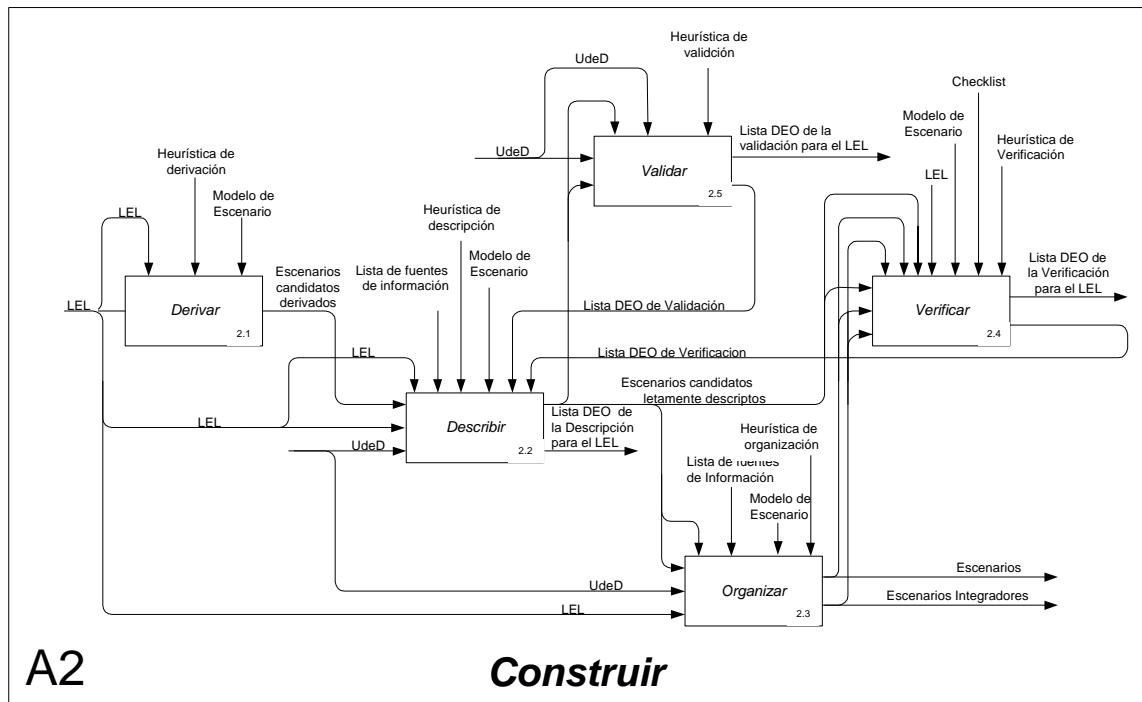 UdeD
Heurística de
validción
Checklist
Modelo de
Escenario
Heurística de
Verificación
LEL
UdeD
Validar
2.5
Lista DEO de la
validación para el LEL
Heurística de
derivación
Modelo de
Escenario
LEL
Heurística de
descripción
Modelo de
Escenario
Lista de fuentes
de información
Escenarios
candidatos
derivados
LEL
Derivar
2.1
Lista DEO de Validación
Verificar
2.4
Lista DEO de
la Verificación
para el LEL
LEL
Lista DEO de Verificacion
Escenarios candidatos
letamente descriptos
LEL
Describir
2.2
Lista DEO de
la Descripción
para el LEL
UdeD
Heurística de
organización
Lista de fuentes
de Información
Modelo de
Escenario
UdeD
LEL
Organizar
2.3
Escenarios
Escenarios Integradores
A2
Construir